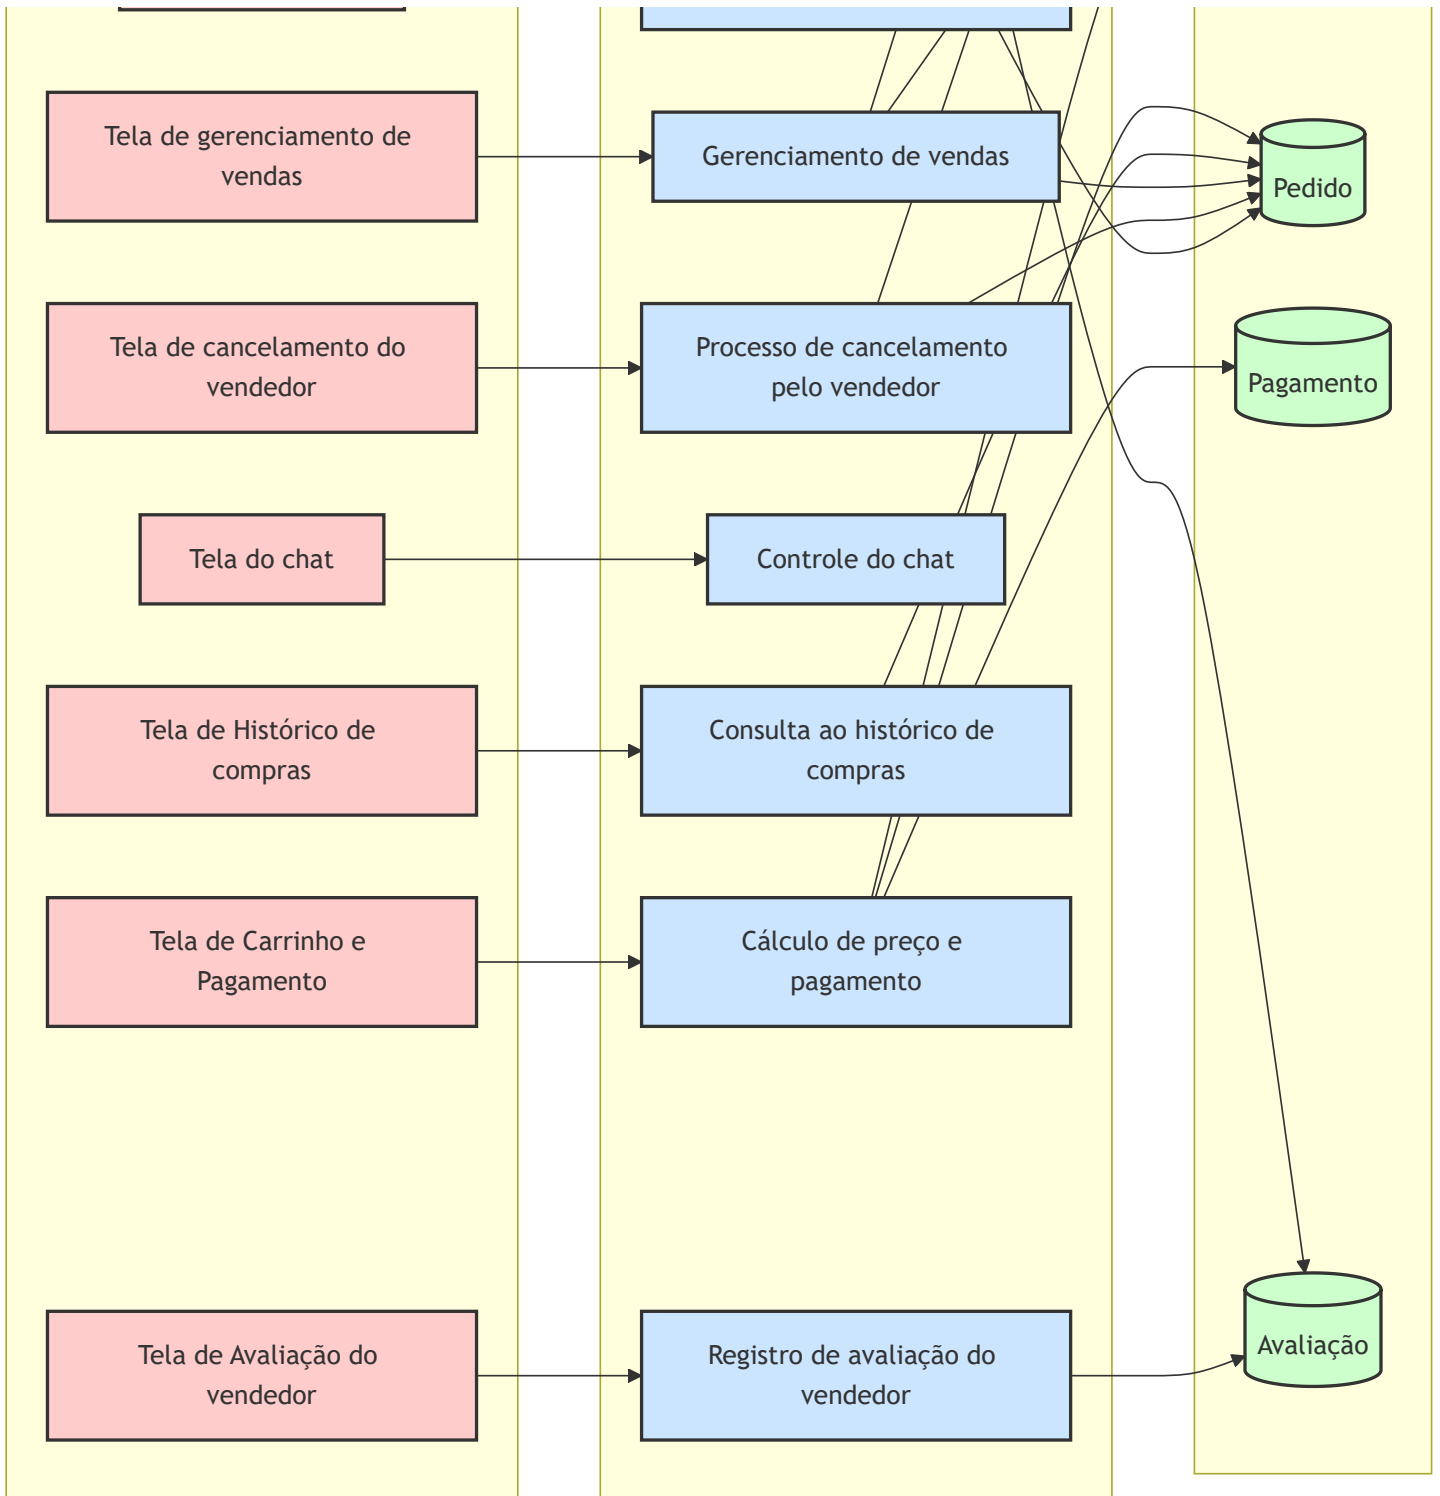 Tela de gerenciamento de
vendas
Gerenciamento de vendas
Pedido
Tela de cancelamento do
vendedor
Processo de cancelamento
pelo vendedor
Pagamento
Tela do chat
Controle do chat
Tela de Histórico de
compras
Consulta ao histórico de
compras
Tela de Carrinho e
Pagamento
Cálculo de preço e
pagamento
Tela de Avaliação do
vendedor
Registro de avaliação do
vendedor
Avaliação